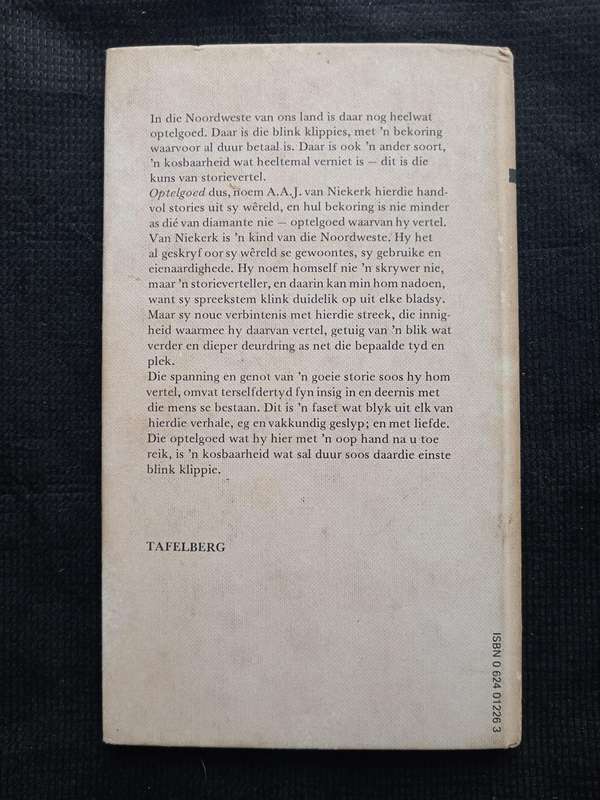 In die Noordweste van ons land is daar nog heelwat
optelgoed. Daar is die blink klippies, met 'n bekoring
waarvoor al duur betaal is. Daar is ook 'n ander soort,
'n kosbaarheid wat heeltemal verniet is – dit is die
kuns van storievertel.
Optelgoed dus, noem A.A.J. van Niekerk hierdie hand-
vol stories uit sy wêreld, en hul bekoring is nie minder
as dié van diamante nie – optelgoed waarvan hy vertel.
Van Niekerk is 'n kind van die Noordweste. Hy het
al geskryf oor sy wêreld se gewoontes, sy gebruike en
eienaardighede. Hy noem homself nie 'n skrywer nie,
maar 'n storieverteller, en daarin kan min hom nadoen,
want sy spreekstem klink duidelik op uit elke bladsy.
Maar sy noue verbintenis met hierdie streek, die innig-
heid waarmee hy daarvan vertel, getuig van 'n blik wat
verder en dieper deurdring as net die bepaalde tyd en
plek.
Die spanning en genot van 'n goeie storie soos hy hom
vertel, omvat terselfdertyd fyn insig in en deernis met
die mens se bestaan. Dit is 'n faset wat blyk uit elk van
hierdie verhale, eg en vakkundig geslyp; en met liefde.
Die optelgoed wat hy hier met 'n oop hand na u toe
reik, is 'n kosbaarheid wat sal duur soos daardie einste
blink klippie.
TAFELBERG
ISBN 0 624 01226 3